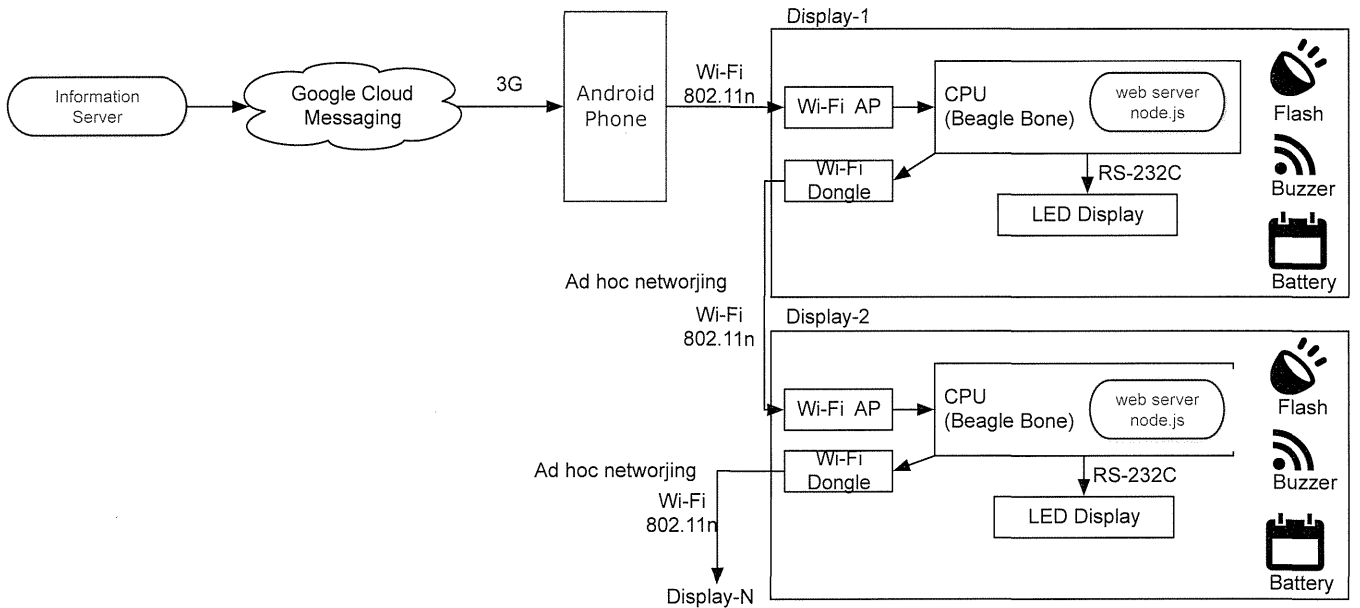 Display-1
Information
Server
Google Cloud
Messaging
3G
Android
Phone
Wi-Fi
802.11n
Wi-Fi AP
CPU
(Beagle Bone)
web server
node.js
Flash
Wi-Fi
Dongle
RS-232C
LED Display
Buzzer
Battery
Ad hoc networjing
Wi-Fi
802.11n
Display-2
Wi-Fi AP
CPU
(Beagle Bone)
web server
node.js
Flash
Wi-Fi
Dongle
RS-232C
LED Display
Buzzer
Battery
Ad hoc networjing
Wi-Fi
802.11n
Display-N